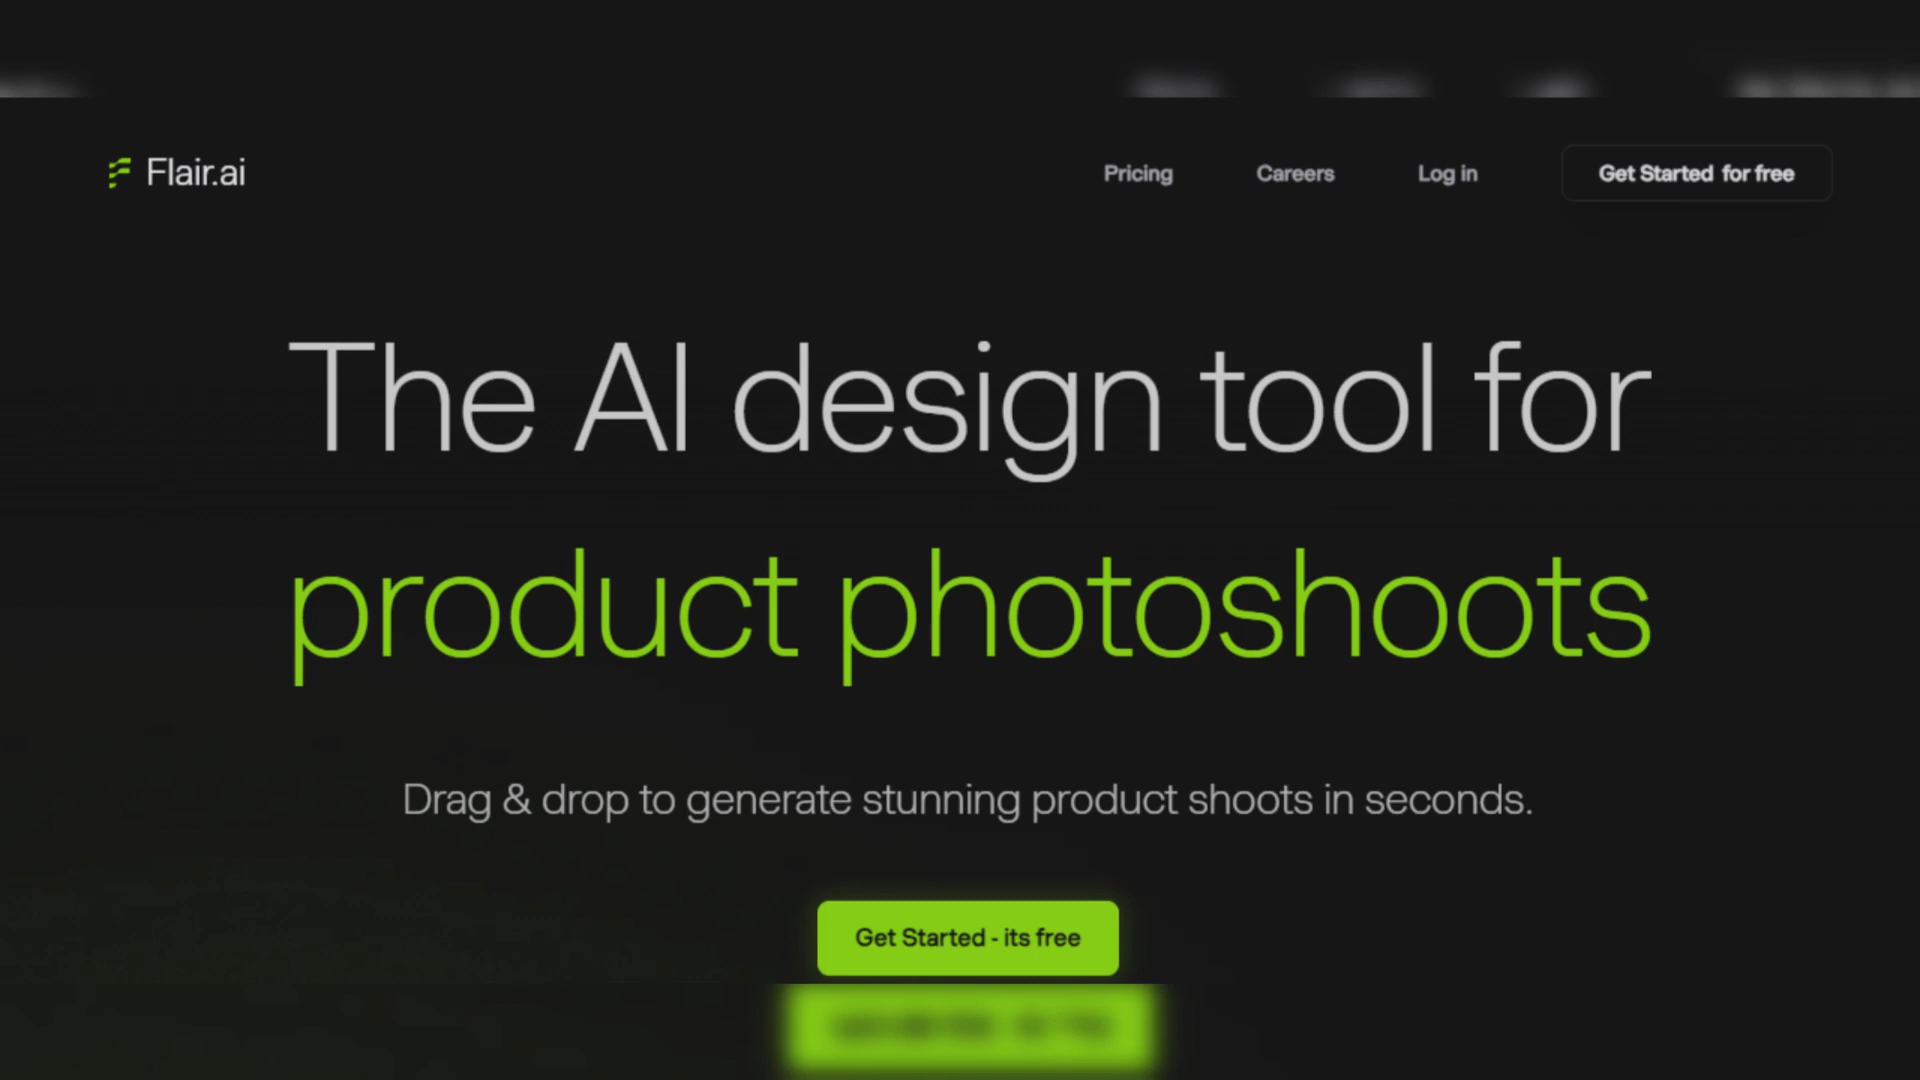 Flair.ai
Pricing
Careers
Log in
Get Started for free
The AI design tool for
product photoshoots
Drag & drop to generate stunning product shoots in seconds.
Get Started - its free